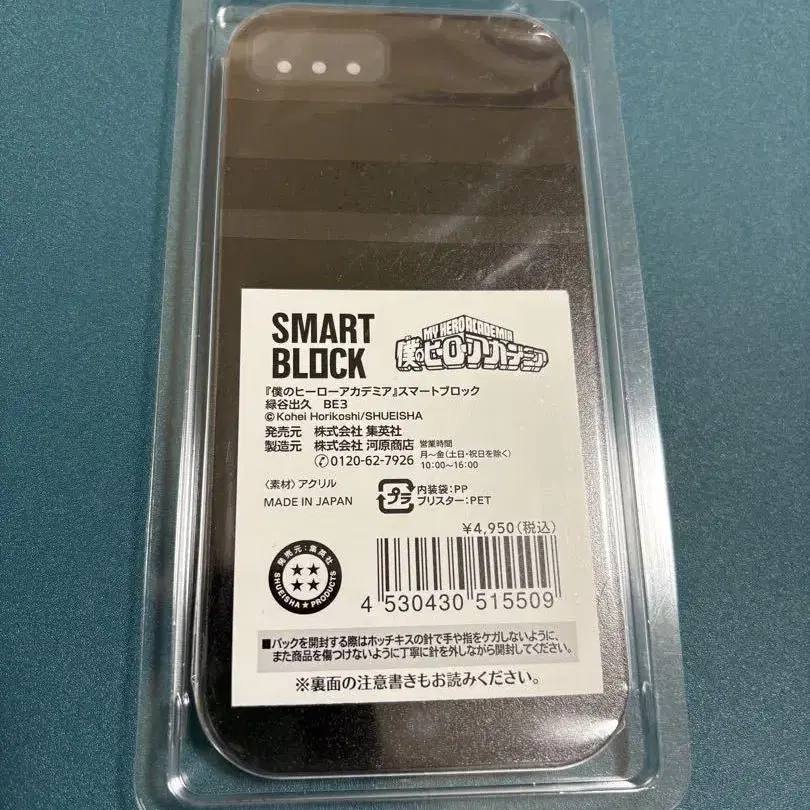 SMART
BLOCK
MY HERO ACADEMIA
僕のヒーローアカデミア
『僕のヒーローアカデミア』スマートブロック
緑谷出久 BE3
©Kohei Horikoshi/SHUEISHA
発売元 株式会社 集英社
製造元 株式会社 河原商店
0120-62-7926
営業時間
月〜金(土日・祝日を除く)
10:00〜16:00
〈素材〉アクリル
MADE IN JAPAN
プラ
内装袋:PP
ブリスター:PET
¥4,950(税込)
発売元:集英社
SHUEISHA★PRODUCTS
4 530430 515509
■パックを開封する際はホッチキスの針で手や指をケガしないように、
また商品を傷つけないように丁寧に針を外しながら開封してください。
※裏面の注意書きもお読みください。